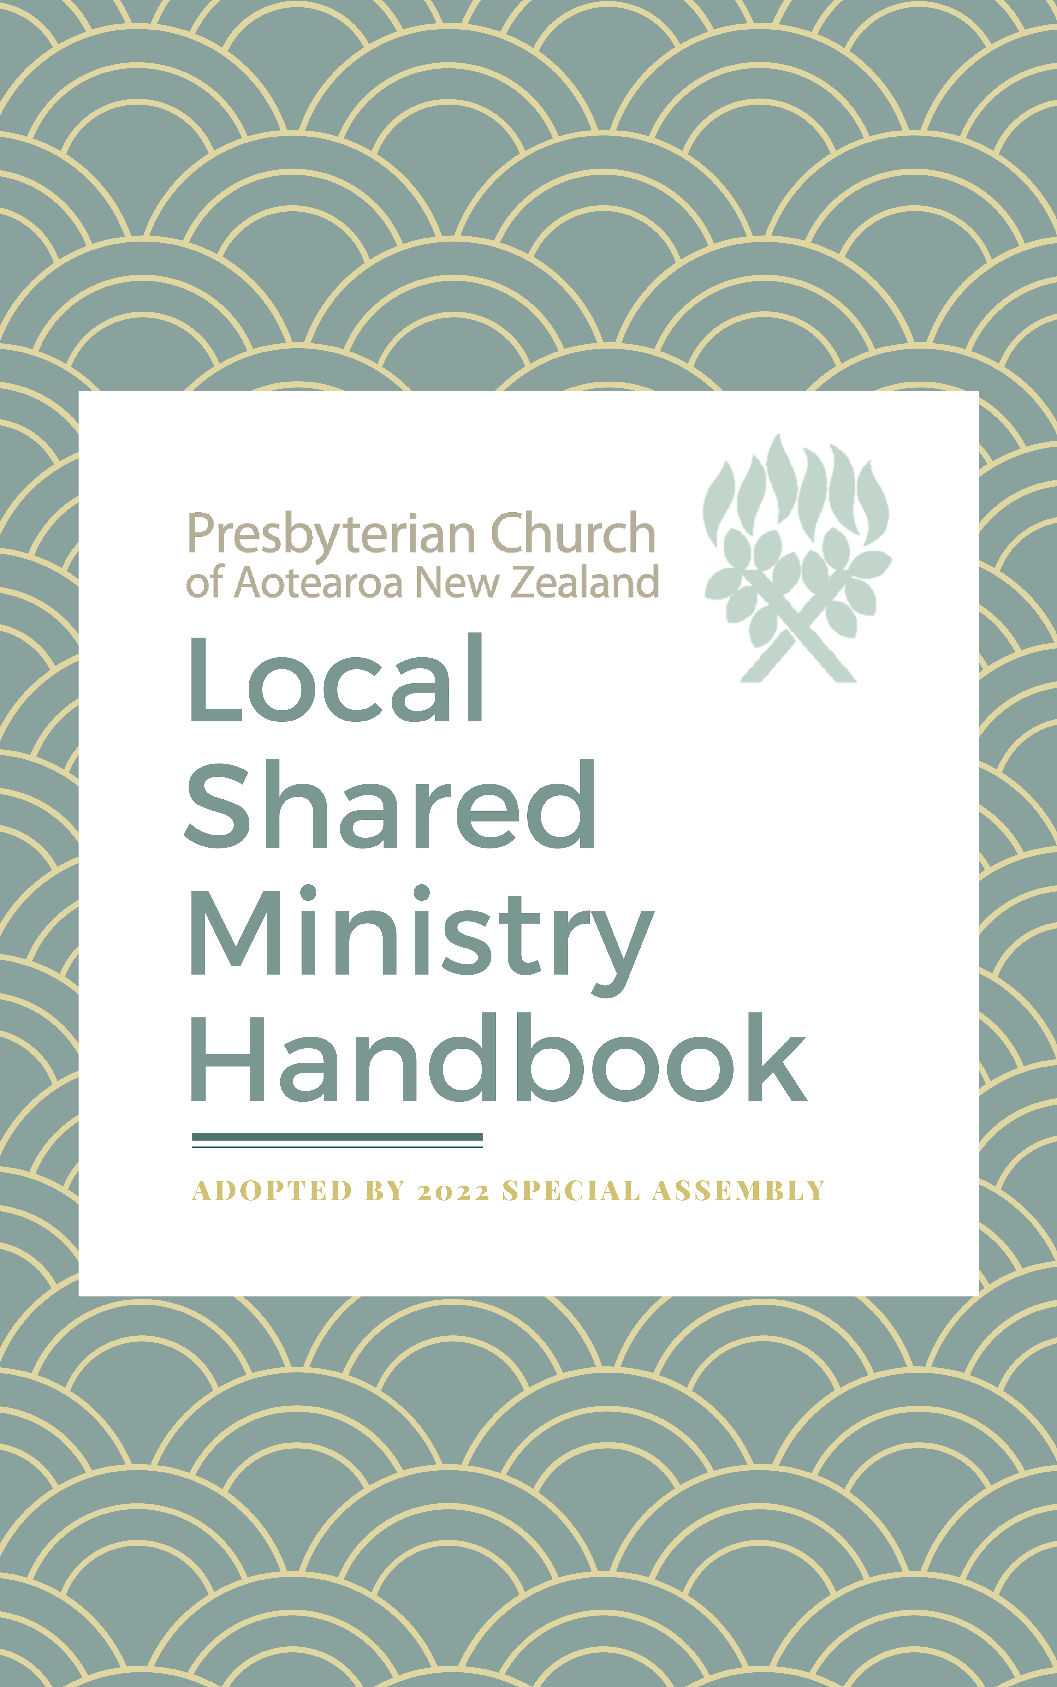 Presbyterian Church
of Aotearoa New Zealand
Local
Shared
Ministry
Handbook
ADOPTED BY 2022 SPECIAL ASSEMBLY